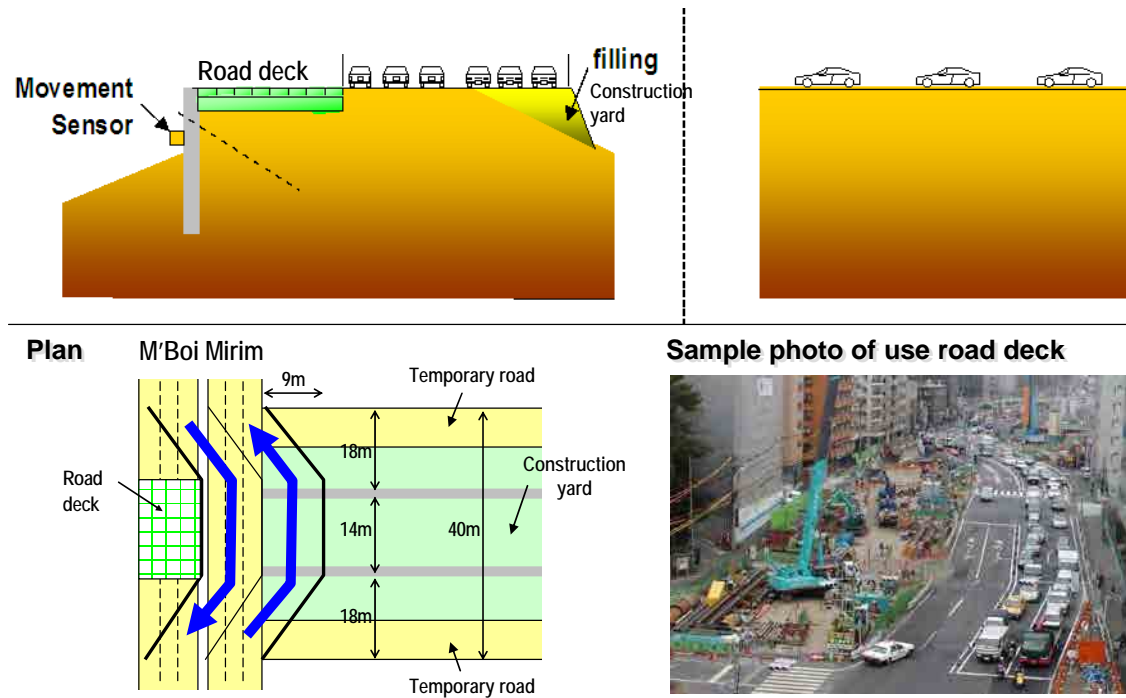 Movement
Sensor
Road deck
filling
Construction
yard
Plan
M'Boi Mirim
9m
Temporary road
18m
Road
deck
14m
40m
Construction
yard
18m
Temporary road
Sample photo of use road deck